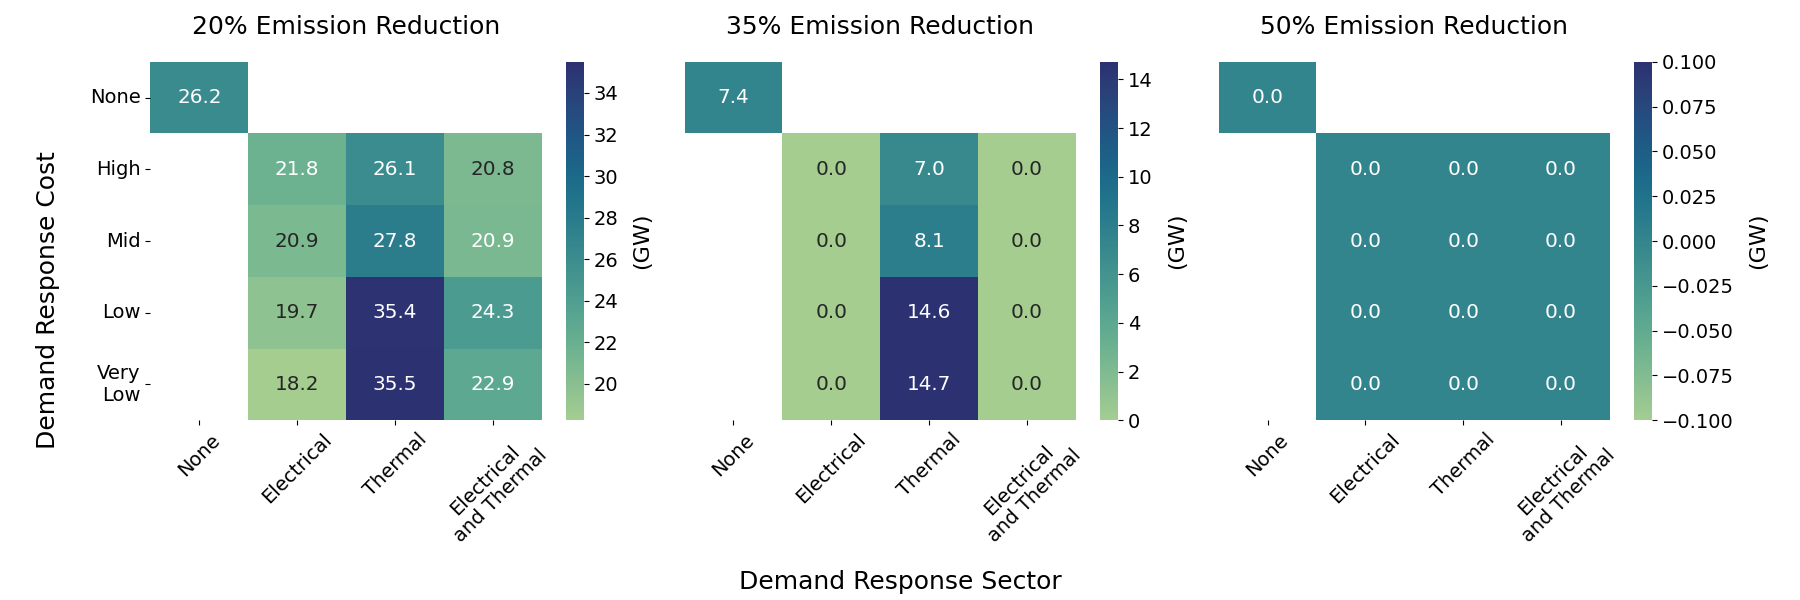 20% Emission Reduction
35% Emission Reduction
50% Emission Reduction
Demand Response Cost
None
High
Mid
Low
Very
Low
26.2
21.8 26.1 20.8
20.9 27.8 20.9
19.7 35.4 24.3
18.2 35.5 22.9
None
Electrical
Thermal
Electrical
and Thermal
34
32
30
28
26
24
22
20
(GW)
7.4
0.0 7.0 0.0
0.0 8.1 0.0
0.0 14.6 0.0
0.0 14.7 0.0
None
Electrical
Thermal
Electrical
and Thermal
14
12
10
8
6
4
2
0
(GW)
0.0
0.0 0.0 0.0
0.0 0.0 0.0
0.0 0.0 0.0
0.0 0.0 0.0
None
Electrical
Thermal
Electrical
and Thermal
0.100
0.075
0.050
0.025
0.000
−0.025
−0.050
−0.075
−0.100
(GW)
Demand Response Sector